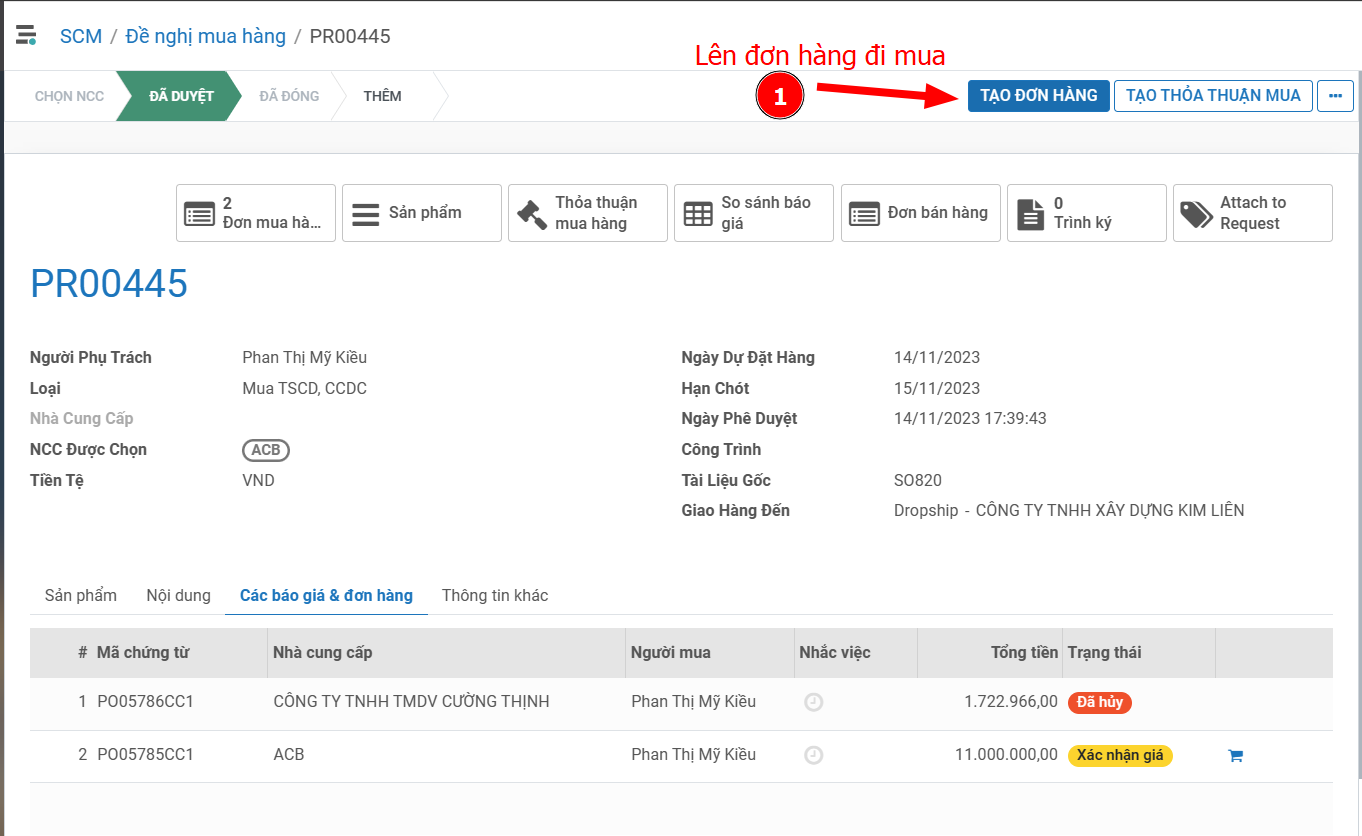 SCM / Đề nghị mua hàng / PR00445
Lên đơn hàng đi mua
CHỌN NCC ĐÃ DUYỆT ĐÃ ĐÓNG THÊM 1 TẠO ĐƠN HÀNG TẠO THỎA THUẬN MUA ...
2
Đơn mua hà...
Sản phẩm
Thỏa thuận
mua hàng
So sánh báo
giá
Đơn bán hàng
0
Trình ký
Attach to
Request
PR00445
Người Phụ Trách Phan Thị Mỹ Kiều
Loại Mua TSCD, CCDC
Nhà Cung Cấp
NCC Được Chọn ACB
Tiền Tệ VND
Ngày Dự Đặt Hàng 14/11/2023
Hạn Chót 15/11/2023
Ngày Phê Duyệt 14/11/2023 17:39:43
Công Trình
Tài Liệu Gốc SO820
Giao Hàng Đến Dropship - CÔNG TY TNHH XÂY DỰNG KIM LIÊN
Sản phẩm Nội dung Các báo giá & đơn hàng Thông tin khác
# Mã chứng từ Nhà cung cấp Người mua Nhắc việc Tổng tiền Trạng thái
1 PO05786CC1 CÔNG TY TNHH TMDV CƯỜNG THỊNH Phan Thị Mỹ Kiều 1.722.966,00 Đã hủy
2 PO05785CC1 ACB Phan Thị Mỹ Kiều 11.000.000,00 Xác nhận giá